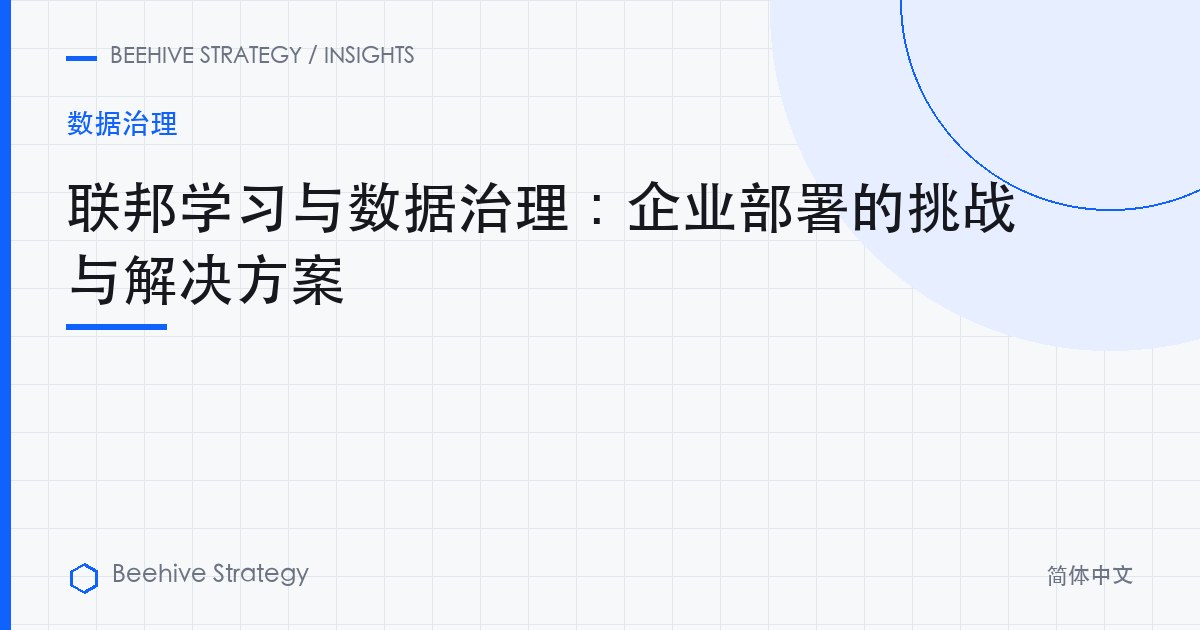 BEEHIVE STRATEGY / INSIGHTS
数据治理
联邦学习与数据治理：企业部署的挑战
与解决方案
Beehive Strategy
简体中文